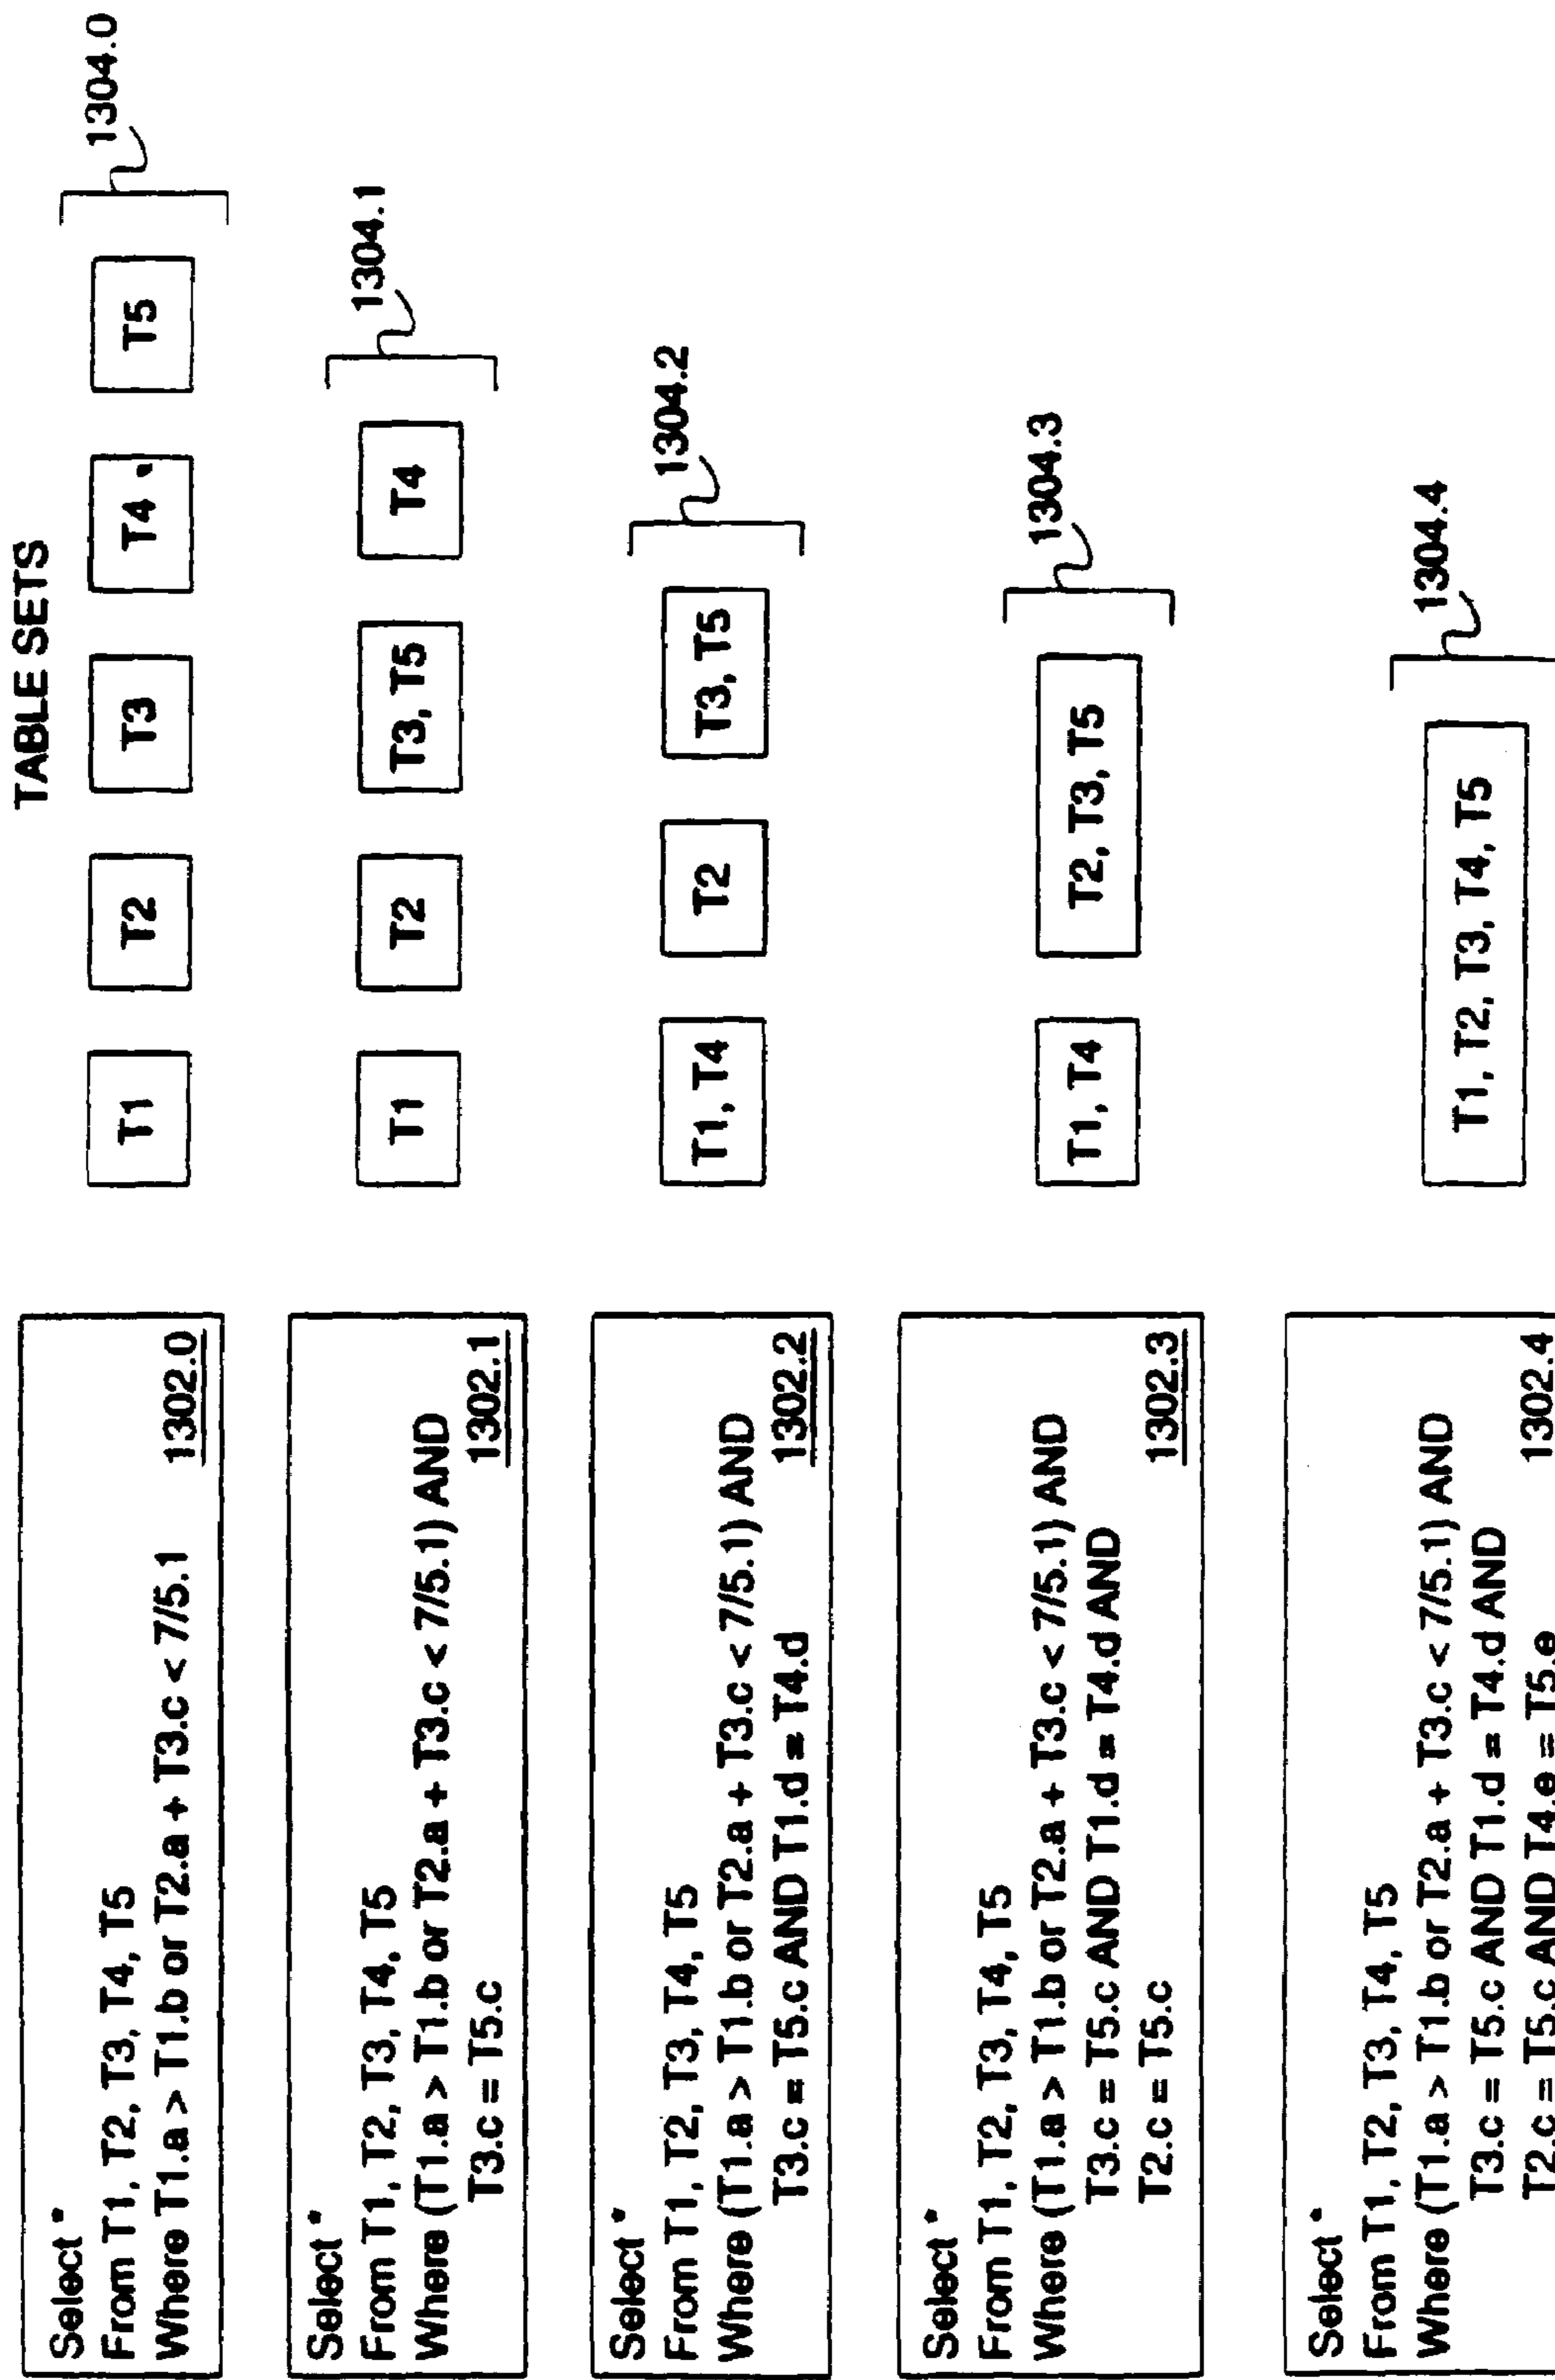 TABLE SETS
Select *
From T1, T2, T3, T4, T5
Where T1.a > T1.b or T2.a + T3.c < 7/5.1
1302.0
T1
T2
T3
T4
T5
1304.0
Select *
From T1, T2, T3, T4, T5
Where (T1.a > T1.b or T2.a + T3.c < 7/5.1) AND
T3.c = T5.c
1302.1
T1
T2
T3, T5
T4
1304.1
Select *
From T1, T2, T3, T4, T5
Where (T1.a > T1.b or T2.a + T3.c < 7/5.1) AND
T3.c = T5.c AND T1.d = T4.d
1302.2
T1, T4
T2
T3, T5
1304.2
Select *
From T1, T2, T3, T4, T5
Where (T1.a > T1.b or T2.a + T3.c < 7/5.1) AND
T3.c = T5.c AND T1.d = T4.d AND
T2.c = T5.c
1302.3
T1, T4
T2, T3, T5
1304.3
Select *
From T1, T2, T3, T4, T5
Where (T1.a > T1.b or T2.a + T3.c < 7/5.1) AND
T3.c = T5.c AND T1.d = T4.d AND
T2.c = T5.c AND T4.e = T5.e
1302.4
T1, T2, T3, T4, T5
1304.4